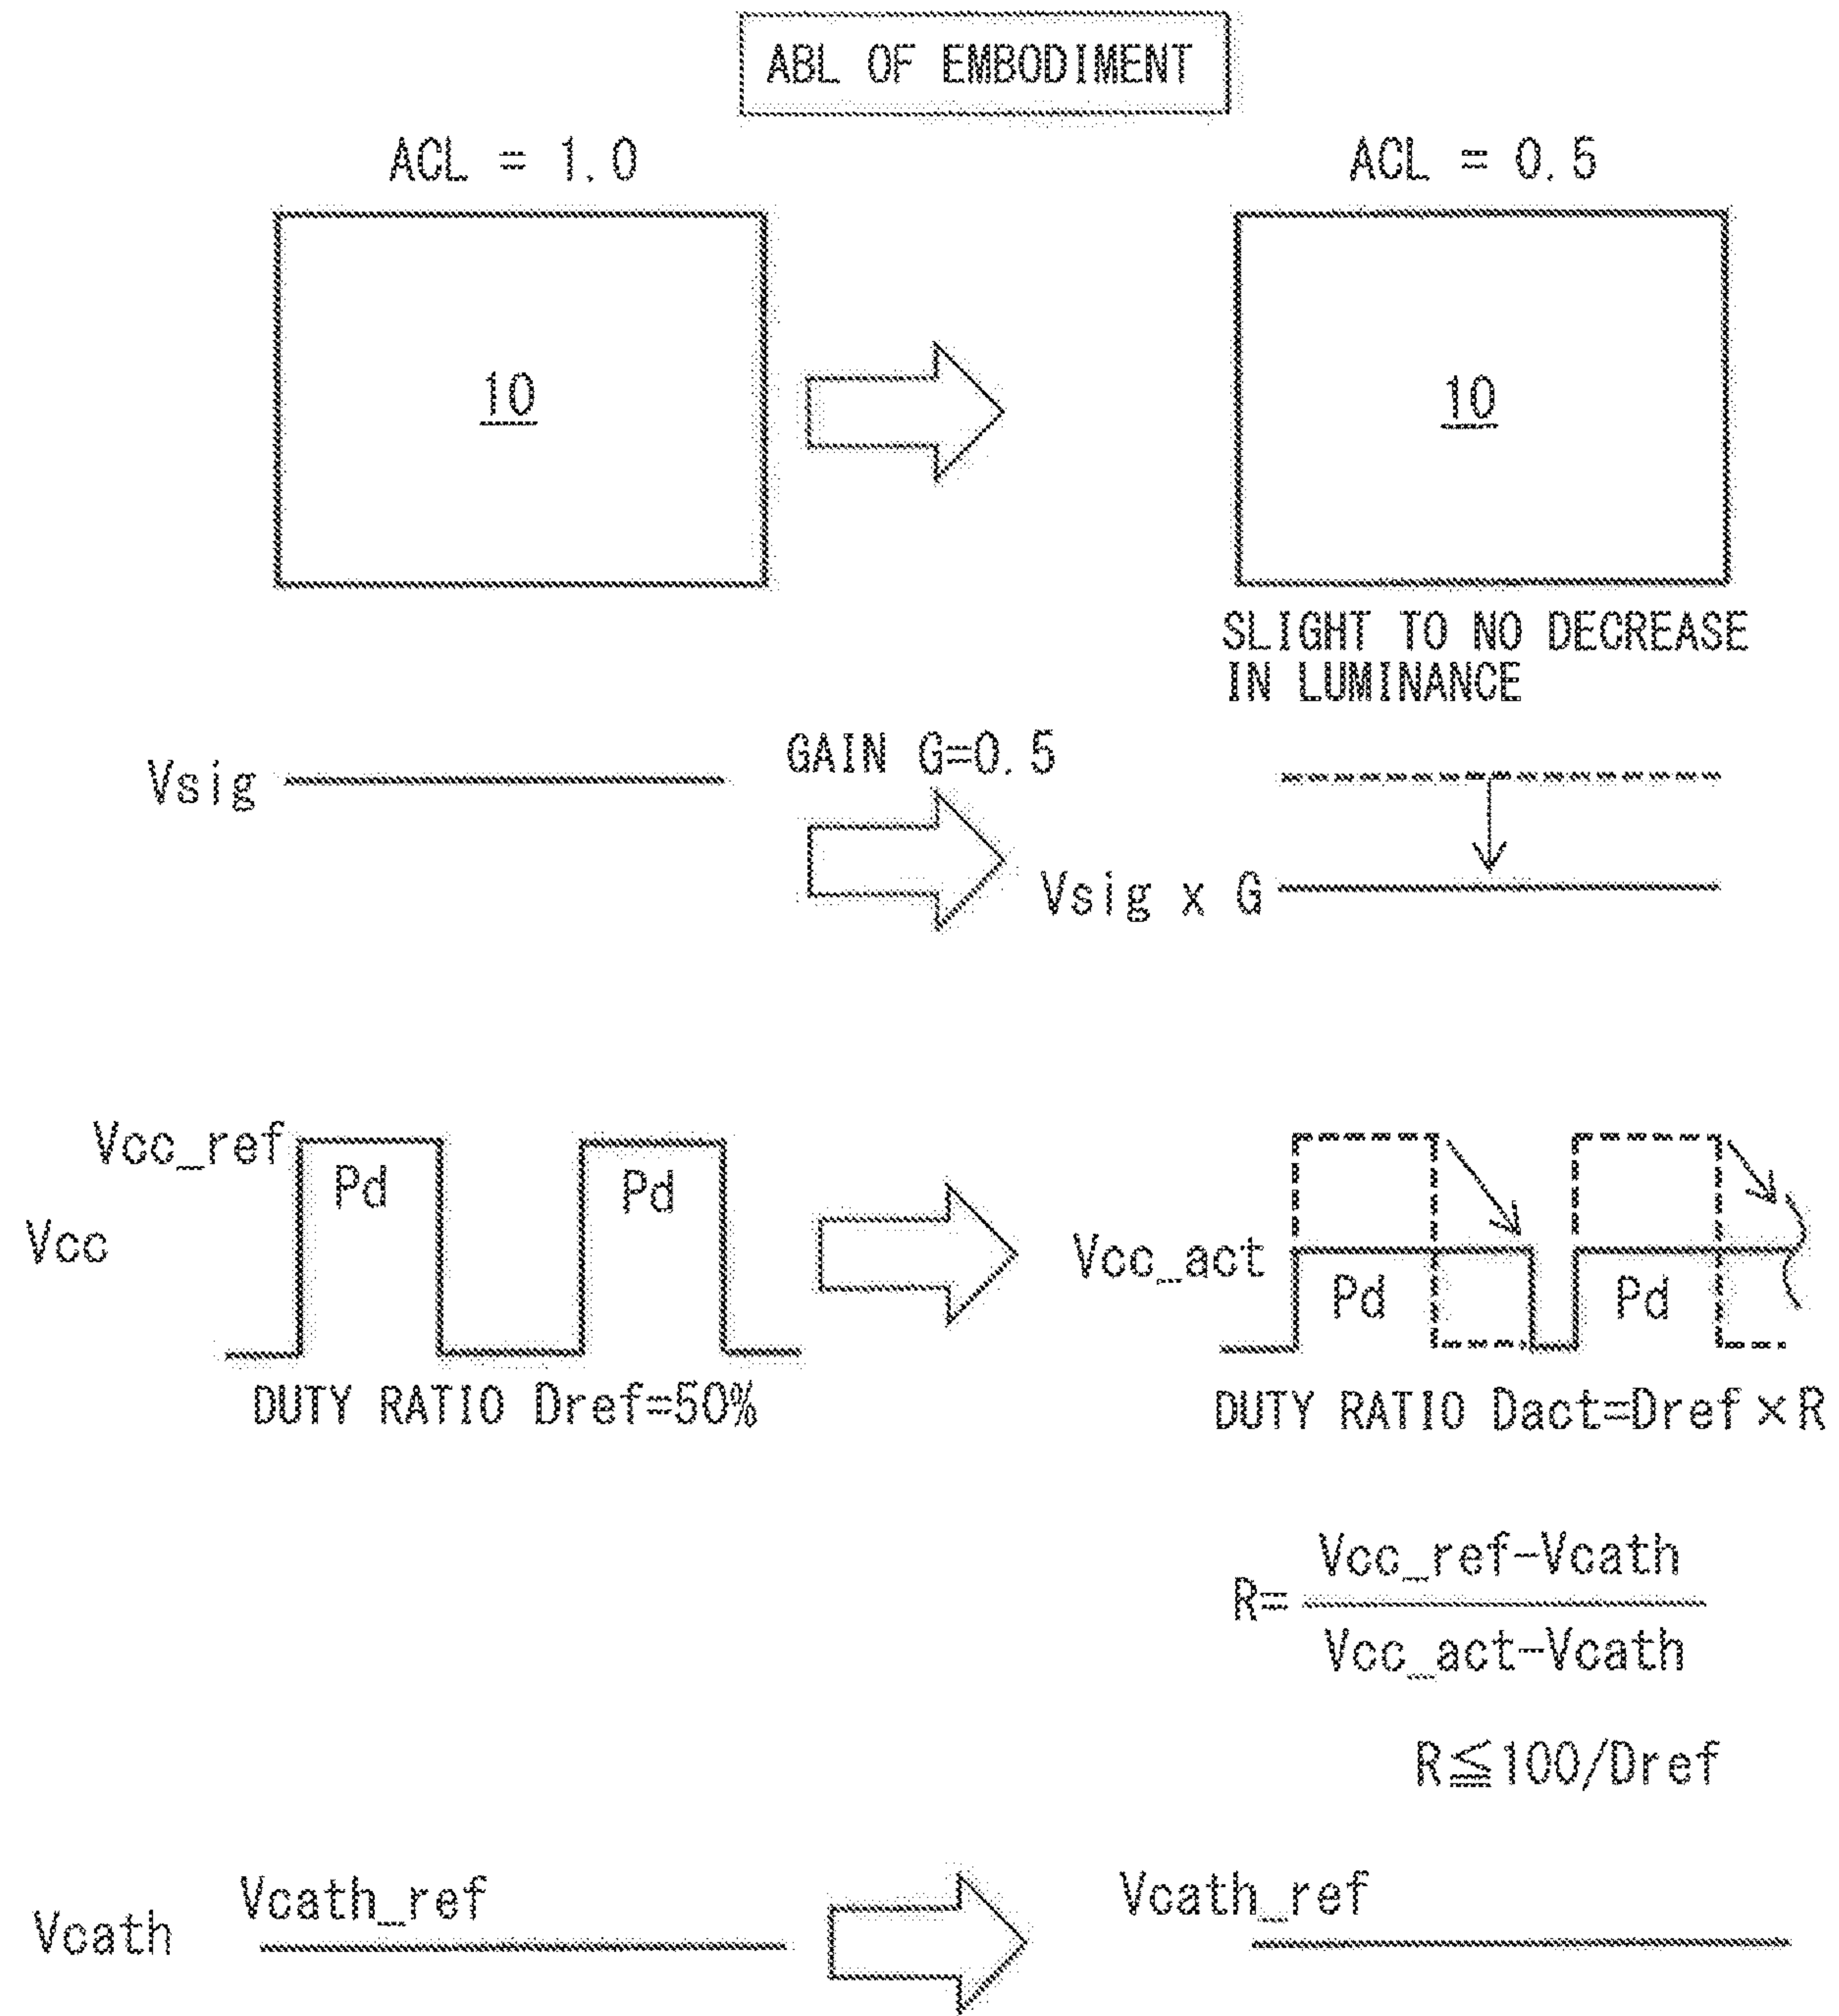 ABL OF EMBODIMENT
ACL = 1.0
ACL = 0.5
10
10
SLIGHT TO NO DECREASE
IN LUMINANCE
Vsig
GAIN G=0.5
Vsig x G
Vcc_ref
Pd
Pd
Vcc
Vcc_act
Pd
Pd
DUTY RATIO Dref=50%
DUTY RATIO Dact=Dref×R
R=
Vcc_ref-Vcath
Vcc_act-Vcath
R≦100/Dref
Vcath
Vcath_ref
Vcath_ref